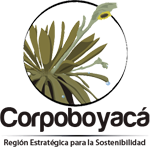 Corpoboyacá
Región Estratégica para la Sostenibilidad